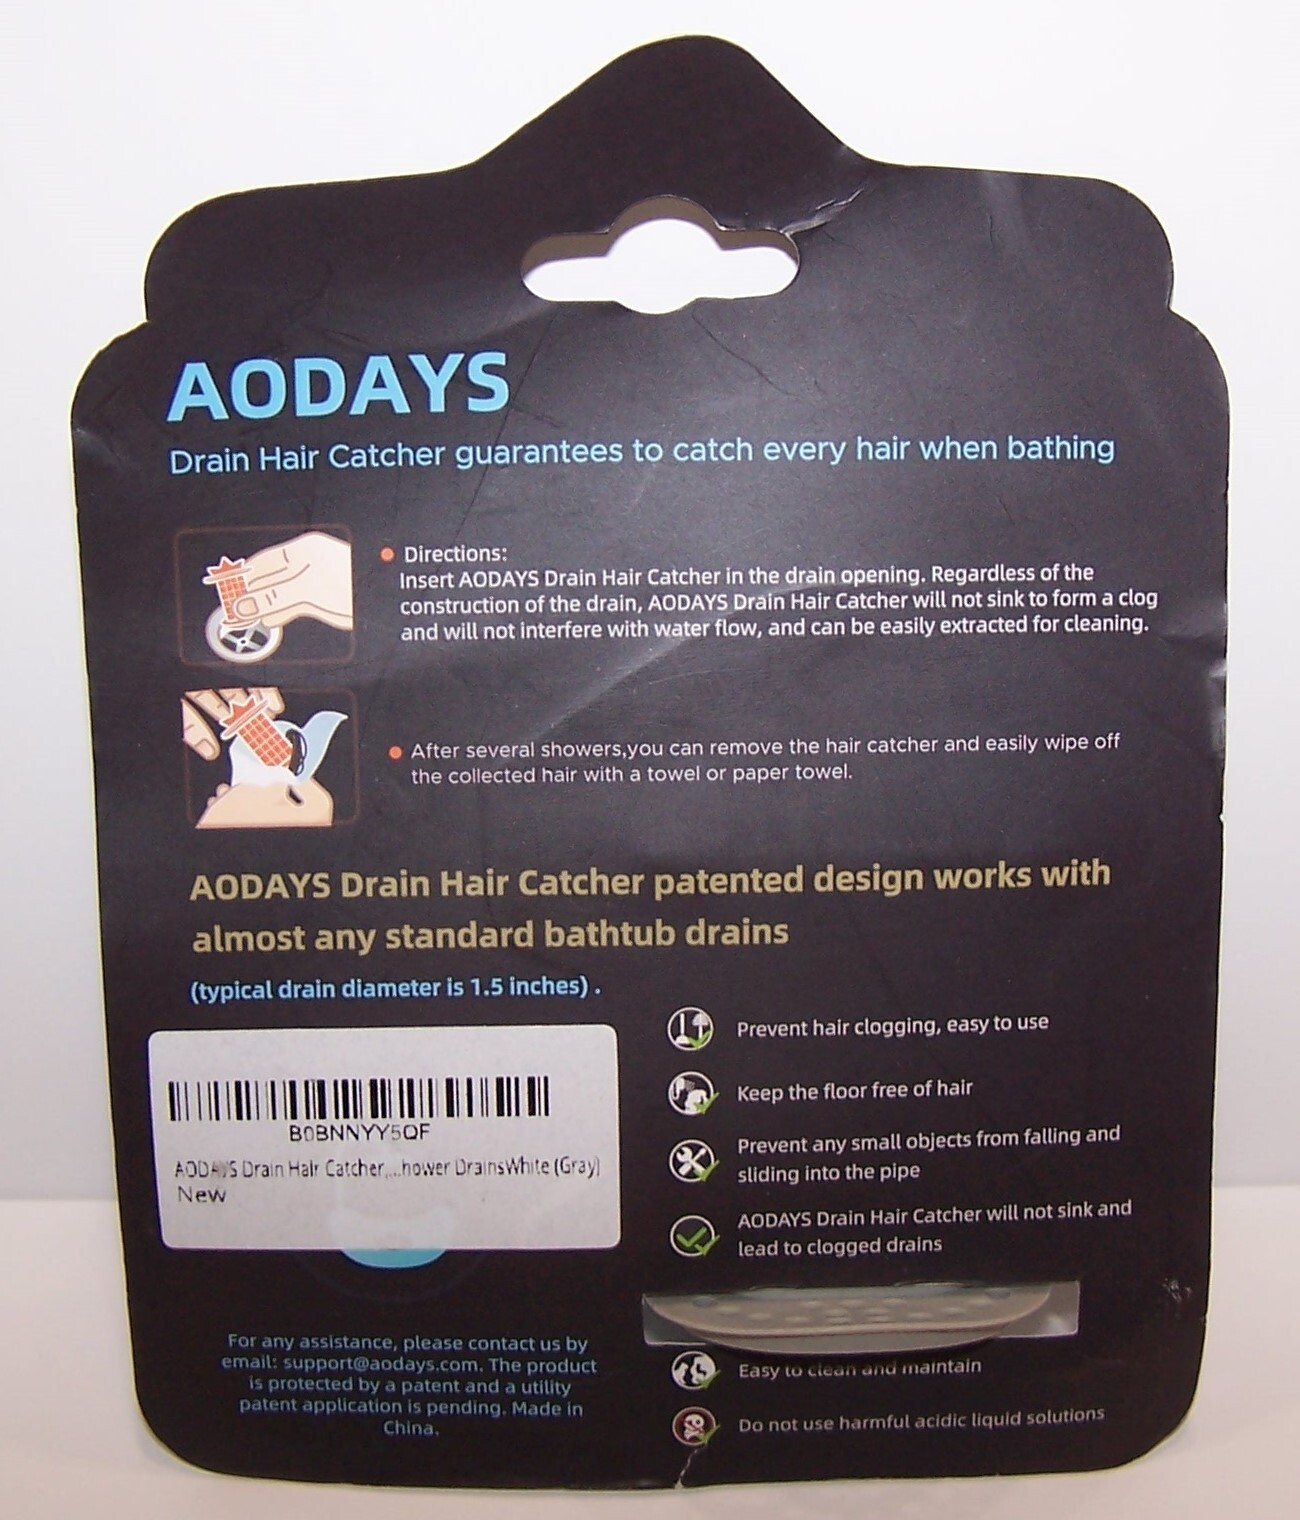 AODAYS
Drain Hair Catcher guarantees to catch every hair when bathing
Directions:
Insert AODAYS Drain Hair Catcher in the drain opening. Regardless of the
construction of the drain, AODAYS Drain Hair Catcher will not sink to form a clog
and will not interfere with water flow, and can be easily extracted for cleaning.
After several showers,you can remove the hair catcher and easily wipe off
the collected hair with a towel or paper towel.
AODAYS Drain Hair Catcher patented design works with
almost any standard bathtub drains
(typical drain diameter is 1.5 inches) .
B0BNNYY5QF
AODAYS Drain Hair Catcher,...hower DrainsWhite (Gray)
New
Prevent hair clogging, easy to use
Keep the floor free of hair
Prevent any small objects from falling and
sliding into the pipe
AODAYS Drain Hair Catcher will not sink and
lead to clogged drains
Easy to clean and maintain
Do not use harmful acidic liquid solutions
For any assistance, please contact us by
email: support@aodays.com. The product
is protected by a patent and a utility
patent application is pending. Made in
China.